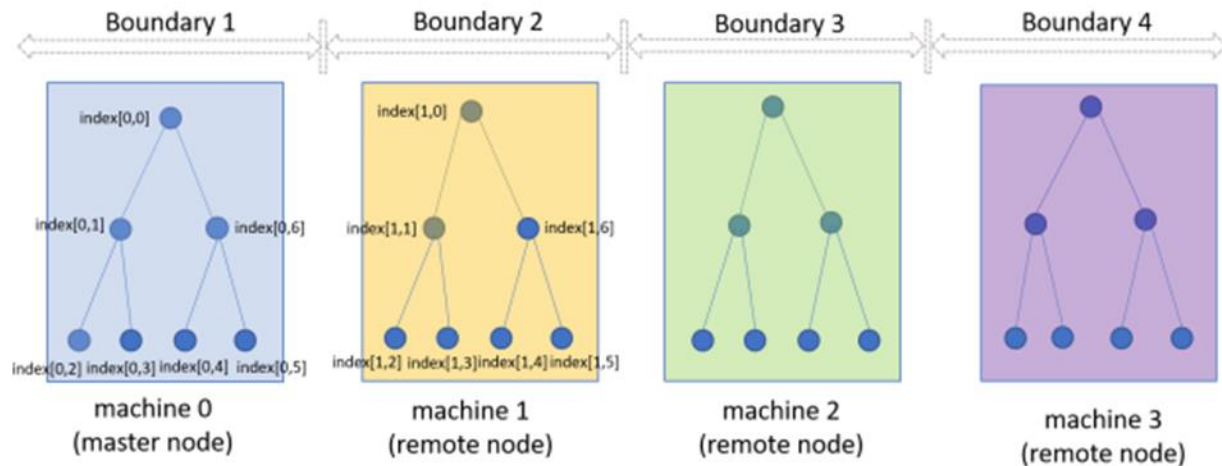 Boundary 1 Boundary 2 Boundary 3 Boundary 4
index[0,0] index[1,0]
index[0,1] index[0,6] index[1,1] index[1,6]
index[0,2] index[0,3] index[0,4] index[0,5] index[1,2] index[1,3] index[1,4] index[1,5]
machine 0 machine 1 machine 2 machine 3
(master node) (remote node) (remote node) (remote node)